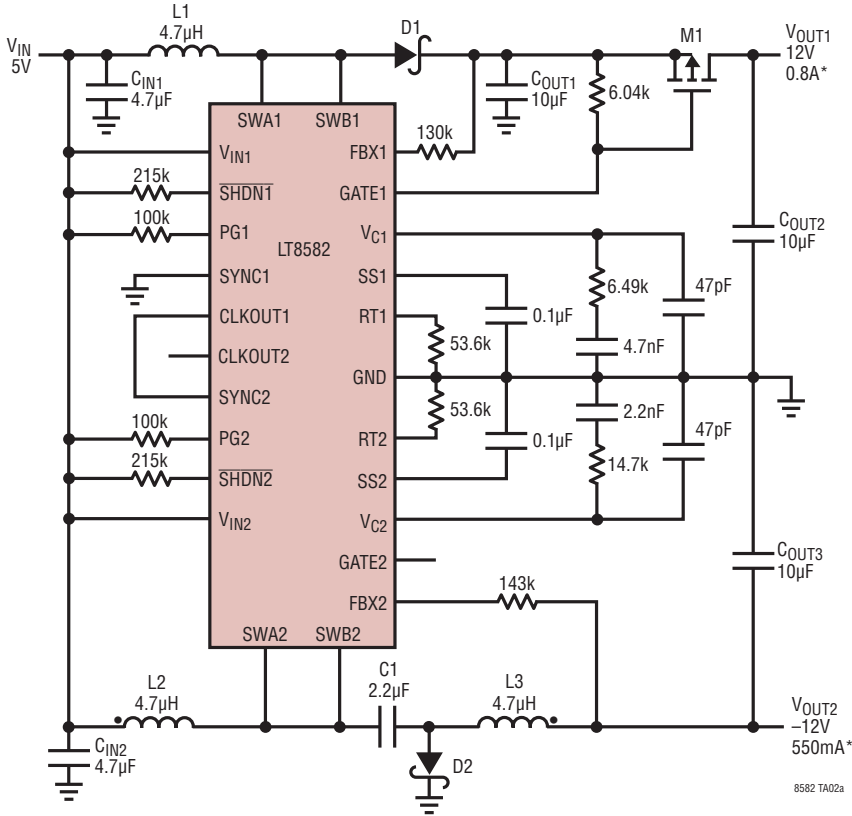 L1
4.7µH
D1
M1
VIN
5V
VOUT1
12V
0.8A*
CIN1
4.7µF
COUT1
10µF
6.04k
SWA1 SWB1
130k
VIN1
FBX1
215k
SHDN1
GATE1
100k
PG1
VC1
LT8582
COUT2
10µF
SYNC1
SS1
6.49k
47pF
CLKOUT1
RT1
0.1µF
53.6k
4.7nF
CLKOUT2
GND
SYNC2
53.6k
2.2nF
100k
PG2
RT2
0.1µF
47pF
215k
14.7k
SHDN2
SS2
VIN2
VC2
COUT3
10µF
GATE2
143k
FBX2
SWA2 SWB2
L2
4.7µH
C1
2.2µF
L3
4.7µH
VOUT2
–12V
550mA*
CIN2
4.7µF
D2
8582 TA02a